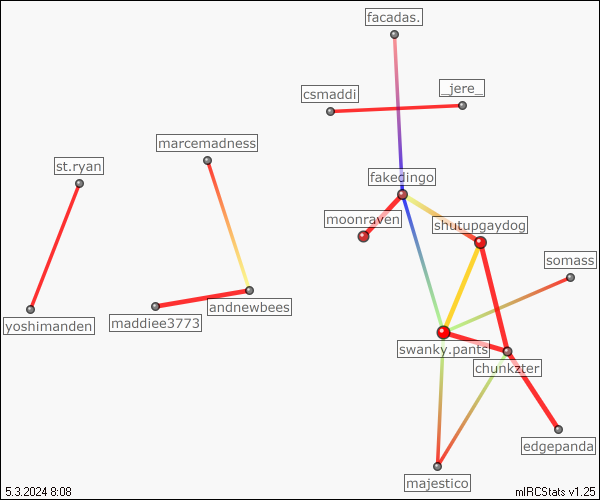 facadas.
csmaddi
_jere_
marcemadness
st.ryan
fakedingo
moonraven
shutupgaydog
somass
yoshimanden
maddiee3773
andnewbees
swanky.pants
chunkzter
edgepanda
majestico
5.3.2024 8:08
mIRCStats v1.25